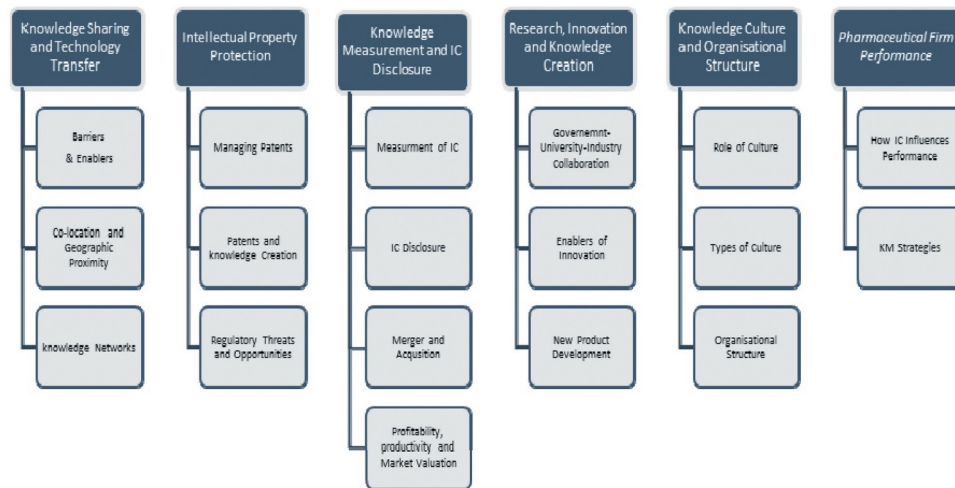 Knowledge Sharing
and Technology
Transfer
Barriers
& Enablers
Co-location and
Geographic
Proximity
knowledge Networks
Intellectual Property
Protection
Managing Patents
Patents and
knowledge Creation
Regulatory Threats
and Opportunities
Knowledge
Measurement and IC
Disclosure
Measurment of IC
IC Disclosure
Merger and
Acqusition
Profitability,
productivity and
Market Valuation
Research, Innovation
and Knowledge
Creation
Governemnt-
University-Industry
Collaboration
Enablers of
Innovation
New Product
Development
Knowledge Culture
and Organisational
Structure
Role of Culture
Types of Culture
Organisational
Structure
Pharmaceutical Firm
Performance
How IC Influences
Performance
KM Strategies